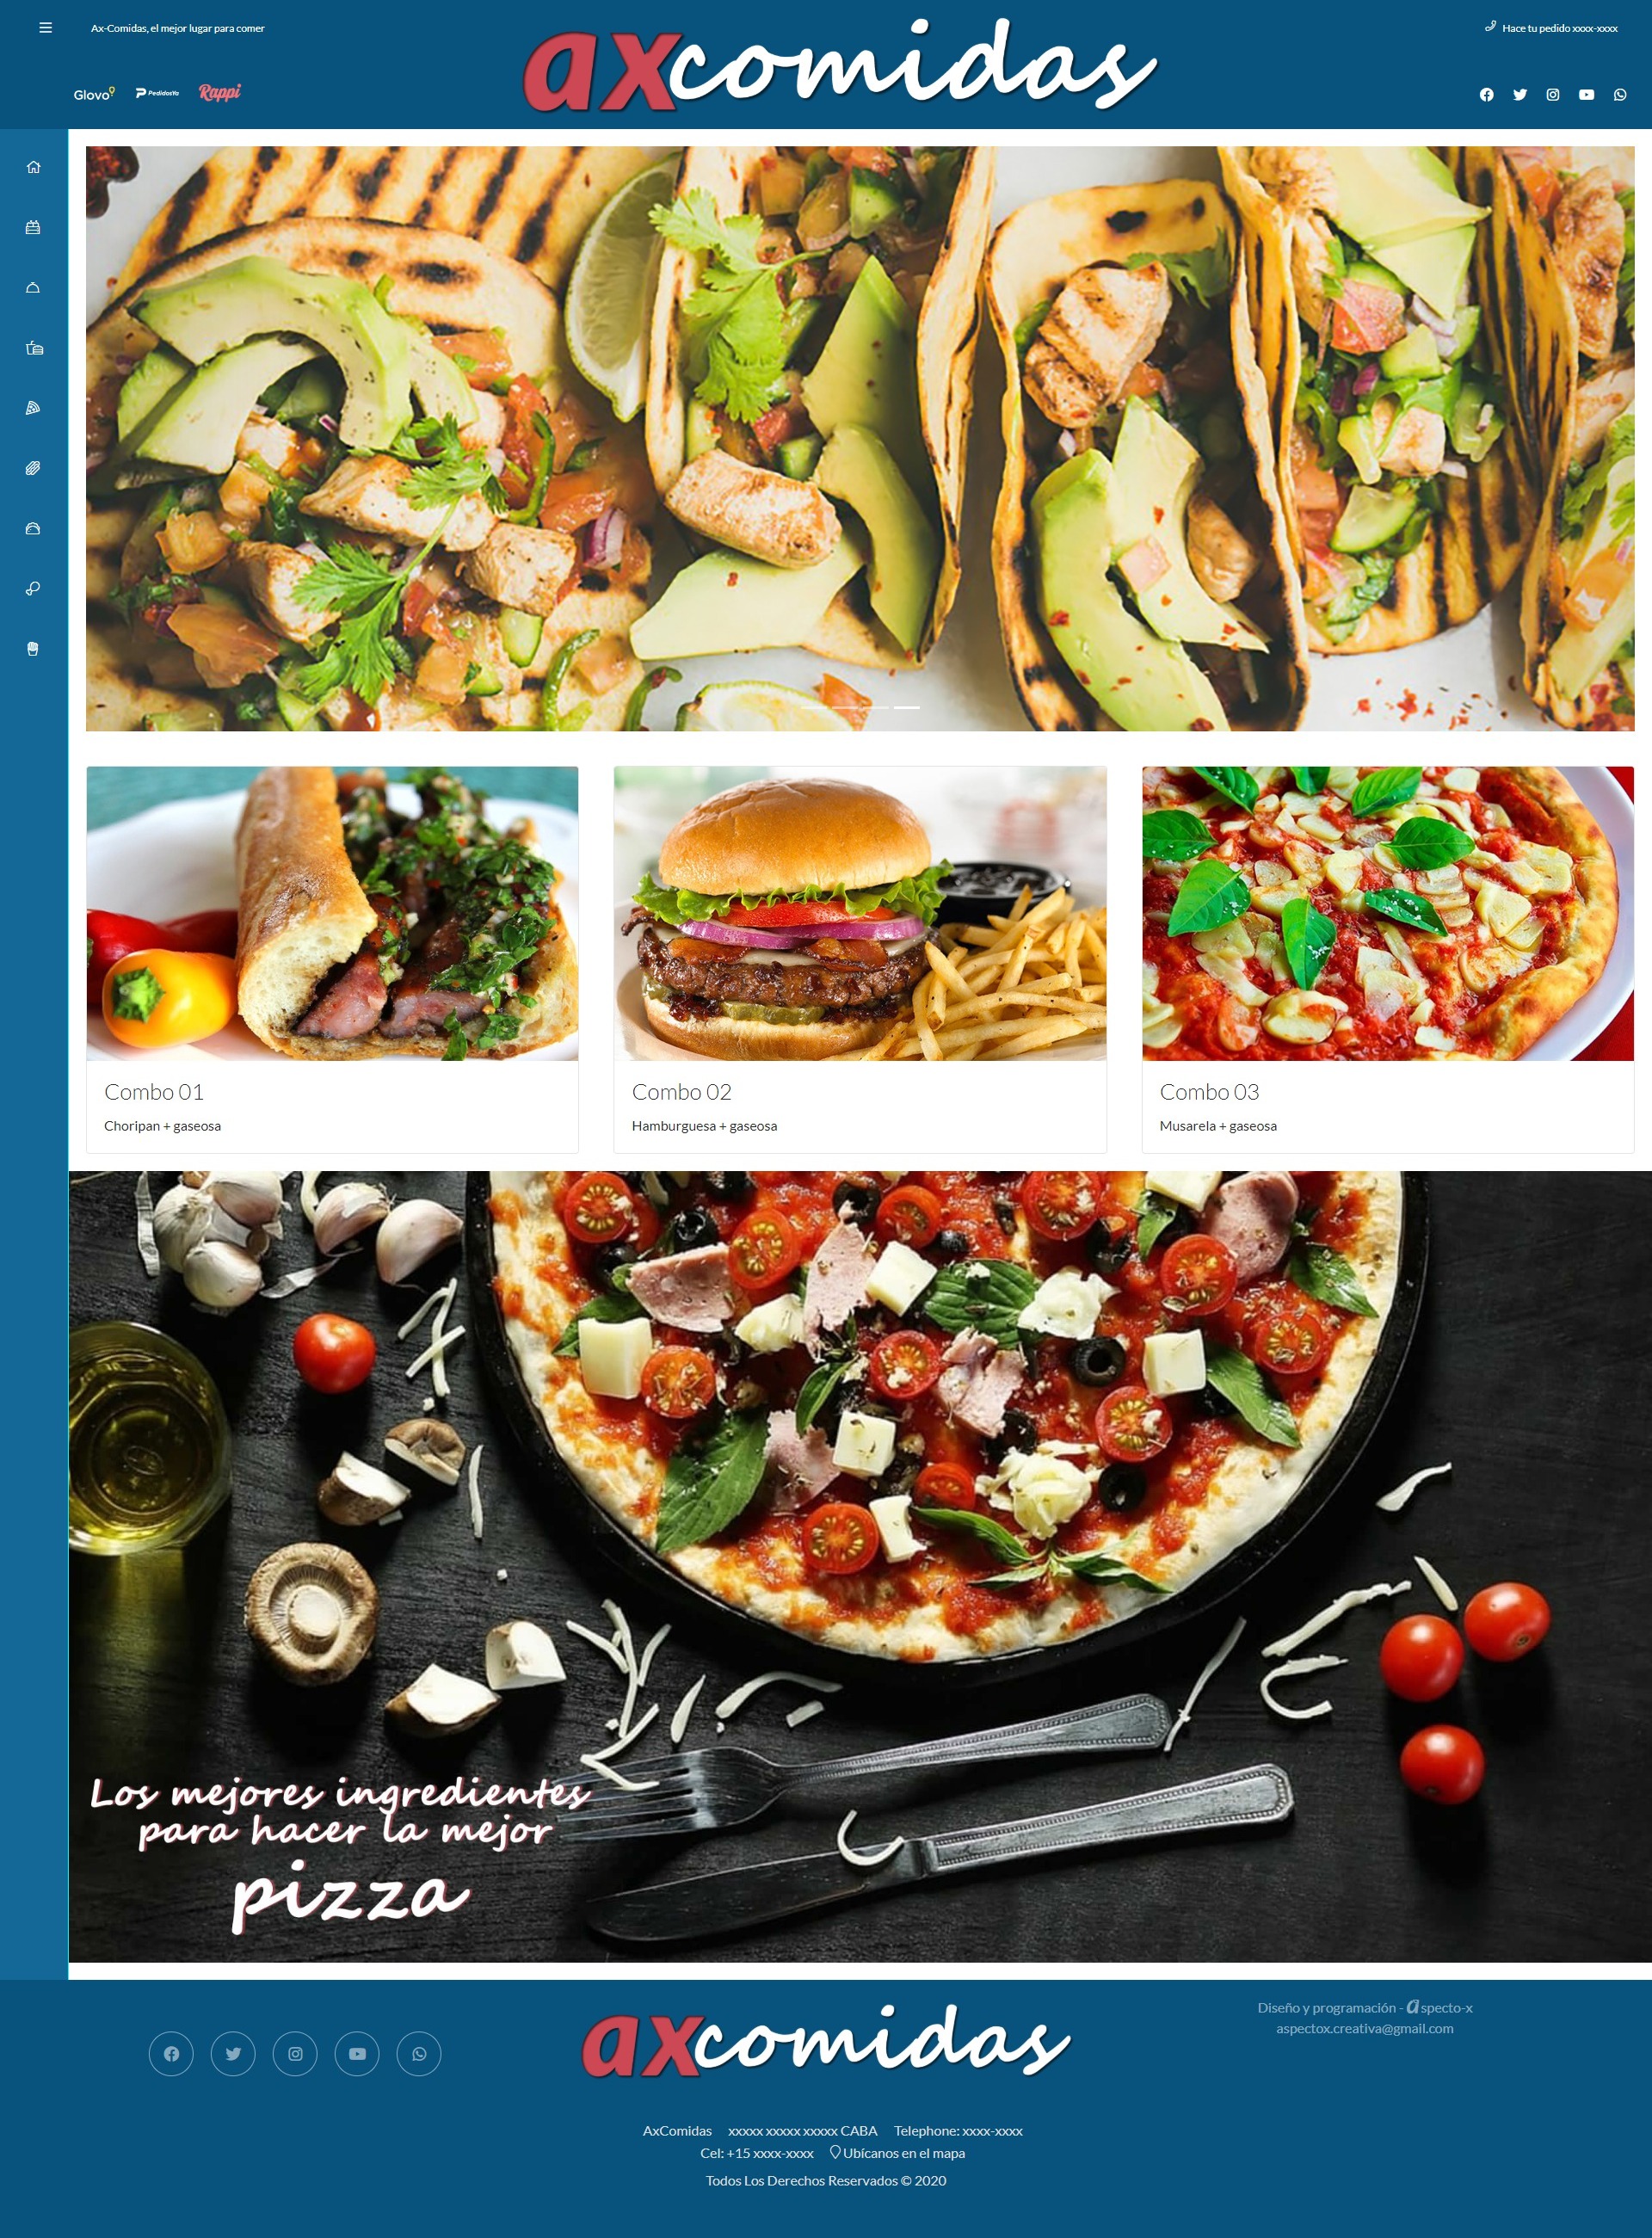 Ax-Comidas, el mejor lugar para comer
axcomidas
Hace tu pedido xxxx-xxxx
Glovo
PedidosYa
Rappi
Combo 01
Choripan + gaseosa
Combo 02
Hamburguesa + gaseosa
Combo 03
Musarela + gaseosa
Los mejores ingredientes
para hacer la mejor
pizza
axcomidas
Diseño y programación - aspecto-x
aspectox.creativa@gmail.com
AxComidas xxxxx xxxxx xxxxx CABA Telephone: xxxx-xxxx
Cel: +15 xxxx-xxxx Ubícanos en el mapa
Todos Los Derechos Reservados © 2020